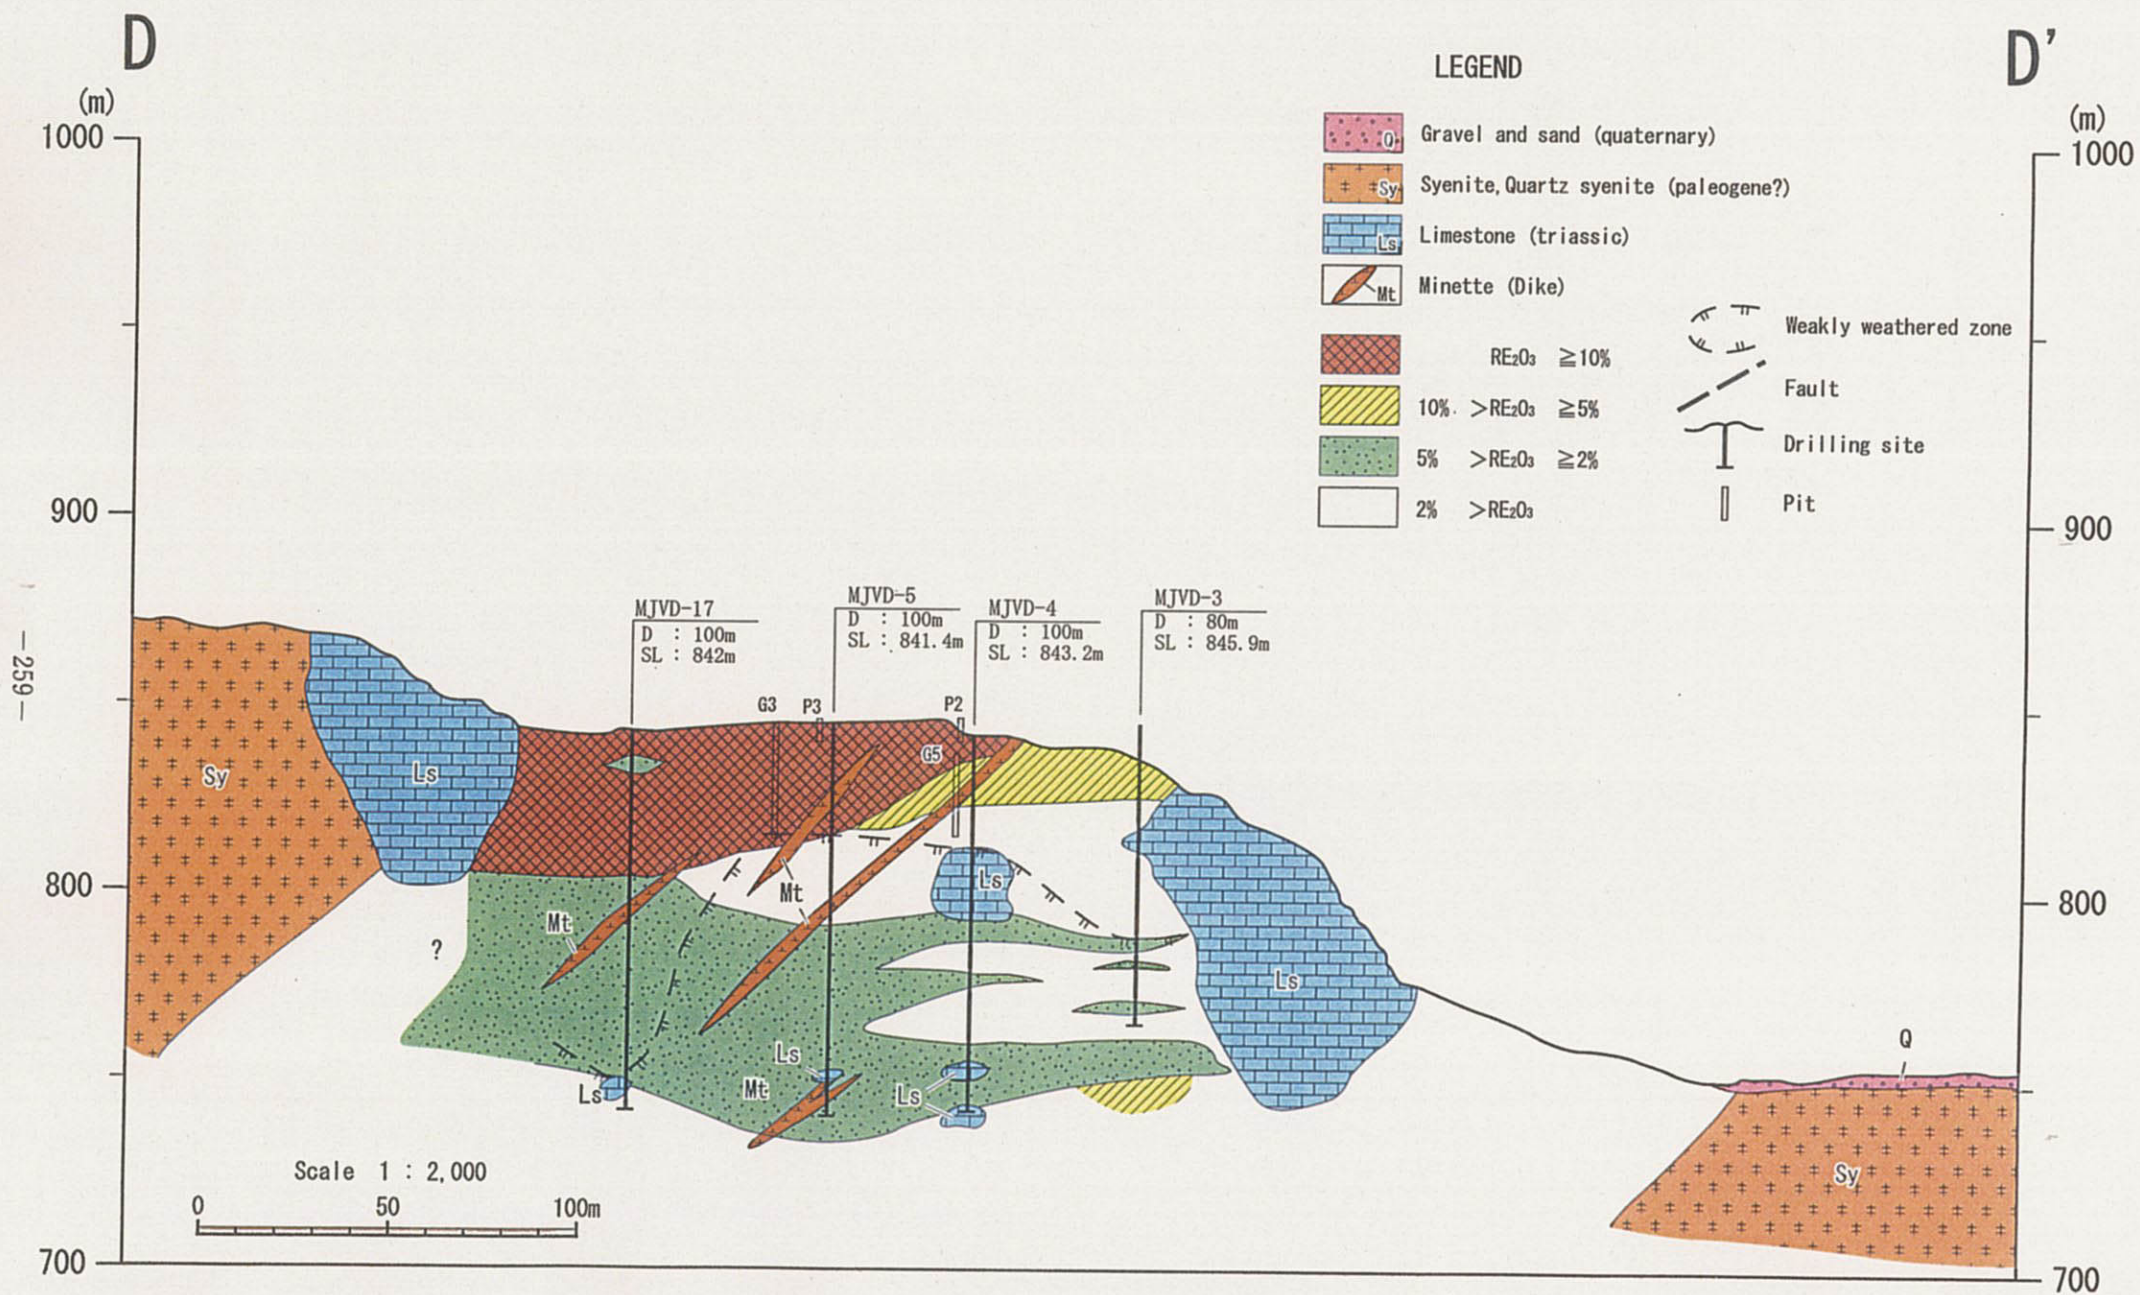 D
D'
(m)
(m)
1000
1000
900
900
800
800
700
700
LEGEND
Q Gravel and sand (quaternary)
Sy Syenite, Quartz syenite (paleogene?)
Ls Limestone (triassic)
Mt Minette (Dike)
RE₂O₃ ≧10%
10% >RE₂O₃ ≧5%
5% >RE₂O₃ ≧2%
2% >RE₂O₃
Weakly weathered zone
Fault
Drilling site
Pit
MJVD-17
D : 100m
SL : 842m
MJVD-5
D : 100m
SL : 841.4m
MJVD-4
D : 100m
SL : 843.2m
MJVD-3
D : 80m
SL : 845.9m
G3
P3
P2
G5
Sy
Ls
Mt
Mt
Ls
?
Ls
Ls
Ls
Mt
Ls
Q
Sy
Scale 1 : 2,000
0 50 100m
—259—